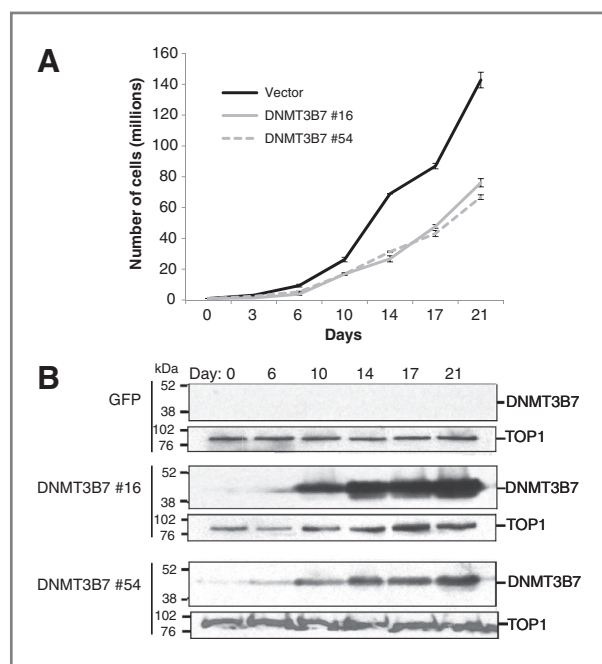 A
Number of cells (millions)
160
140
120
100
80
60
40
20
0
Vector
DNMT3B7 #16
DNMT3B7 #54
0 3 6 10 14 17 21
Days
B
kDa Day: 0 6 10 14 17 21
GFP
52
38
DNMT3B7
102
76
TOP1
DNMT3B7 #16
52
38
DNMT3B7
102
76
TOP1
DNMT3B7 #54
52
38
DNMT3B7
102
76
TOP1